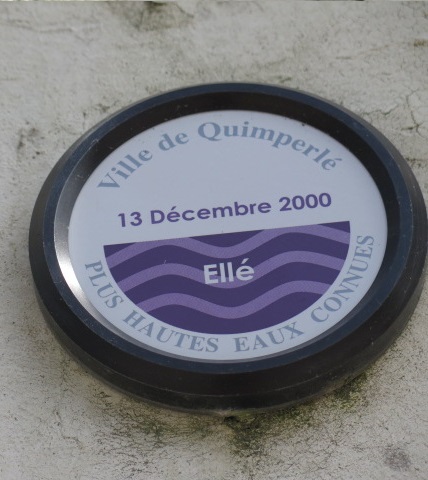 Ville de Quimperlé
13 Décembre 2000
Ellé
PLUS HAUTES EAUX CONNUES